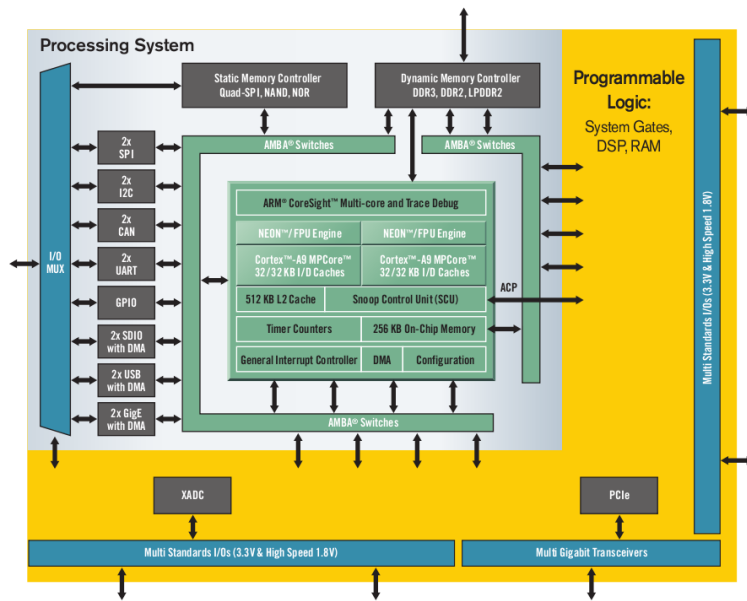 Processing System
Static Memory Controller
Quad-SPI, NAND, NOR
Dynamic Memory Controller
DDR3, DDR2, LPDDR2
Programmable
Logic:
System Gates,
DSP, RAM
AMBA® Switches
AMBA® Switches
2x
SPI
2x
I2C
2x
CAN
2x
UART
GPIO
2x SDIO
with DMA
2x USB
with DMA
2x GigE
with DMA
I/O
MUX
ARM® CoreSight™ Multi-core and Trace Debug
NEON™/ FPU Engine
NEON™/ FPU Engine
Cortex™-A9 MPCore™
32/32 KB I/D Caches
Cortex™-A9 MPCore™
32/32 KB I/D Caches
512 KB L2 Cache
Snoop Control Unit (SCU)
ACP
Timer Counters
256 KB On-Chip Memory
General Interrupt Controller
DMA
Configuration
AMBA® Switches
Multi Standards I/Os (3.3V & High Speed 1.8V)
XADC
PCIe
Multi Standards I/Os (3.3V & High Speed 1.8V)
Multi Gigabit Transceivers